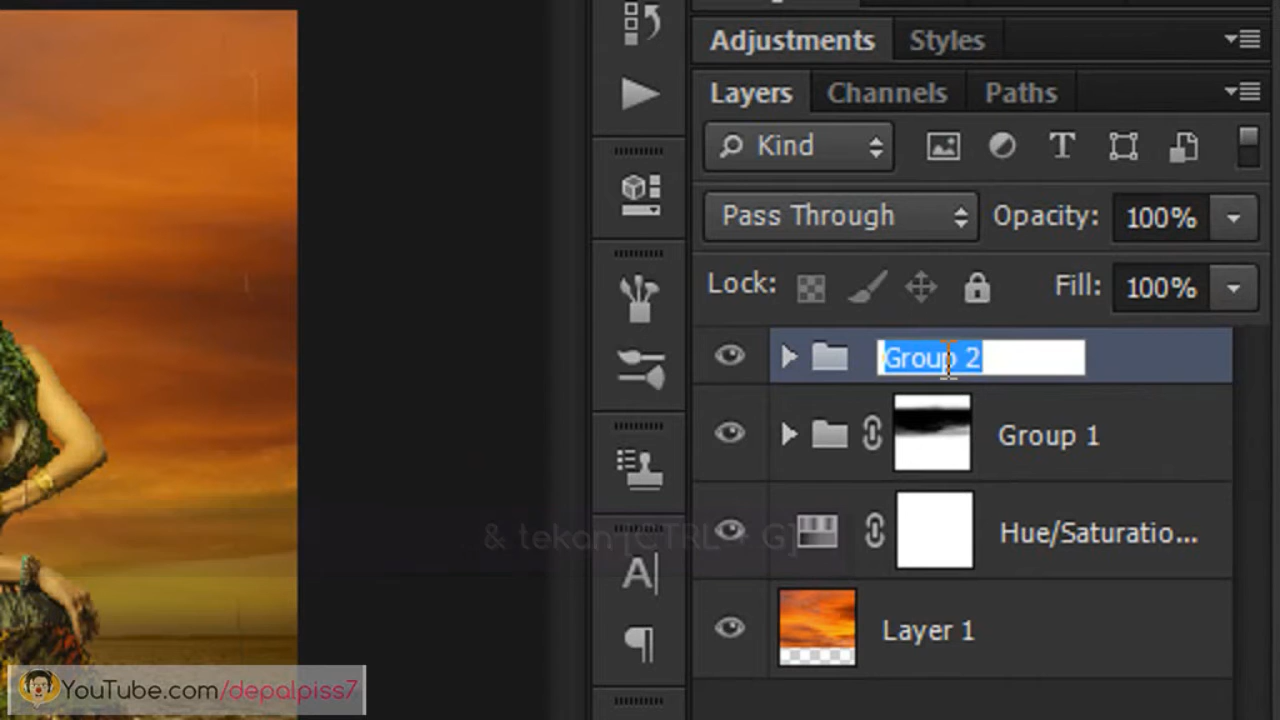 Adjustments Styles
Layers Channels Paths
Kind
Pass Through Opacity: 100%
Lock: Fill: 100%
Group 2
Group 1
Hue/Saturatio...
& tekan [CTRL + G]
Layer 1
YouTube.com/depalpiss7